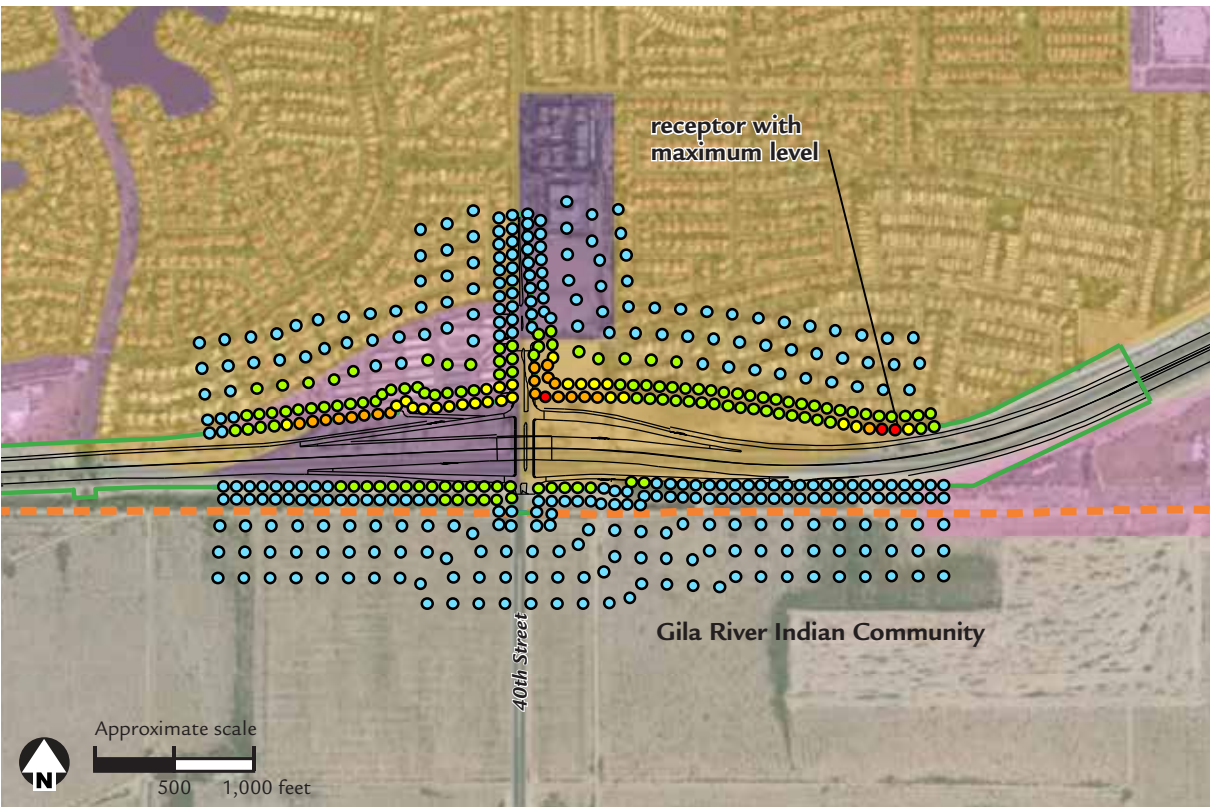 receptor with
maximum level
Gila River Indian Community
40th Street
Approximate scale
500 1,000 feet
N